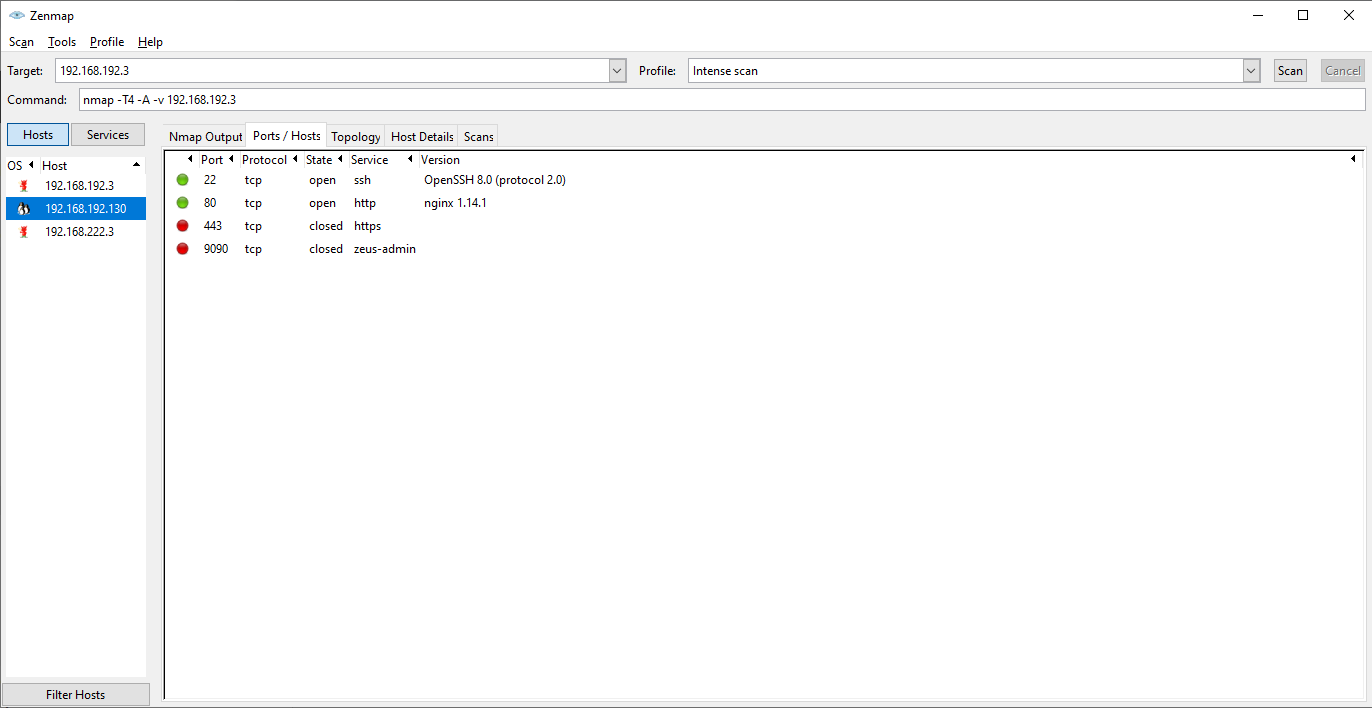 Zenmap
Scan Tools Profile Help
Target: 192.168.192.3 Profile: Intense scan Scan Cancel
Command: nmap -T4 -A -v 192.168.192.3
Hosts Services
Nmap Output Ports / Hosts Topology Host Details Scans
OS Host
192.168.192.3
192.168.192.130
192.168.222.3
Port Protocol State Service Version
22 tcp open ssh OpenSSH 8.0 (protocol 2.0)
80 tcp open http nginx 1.14.1
443 tcp closed https
9090 tcp closed zeus-admin
Filter Hosts